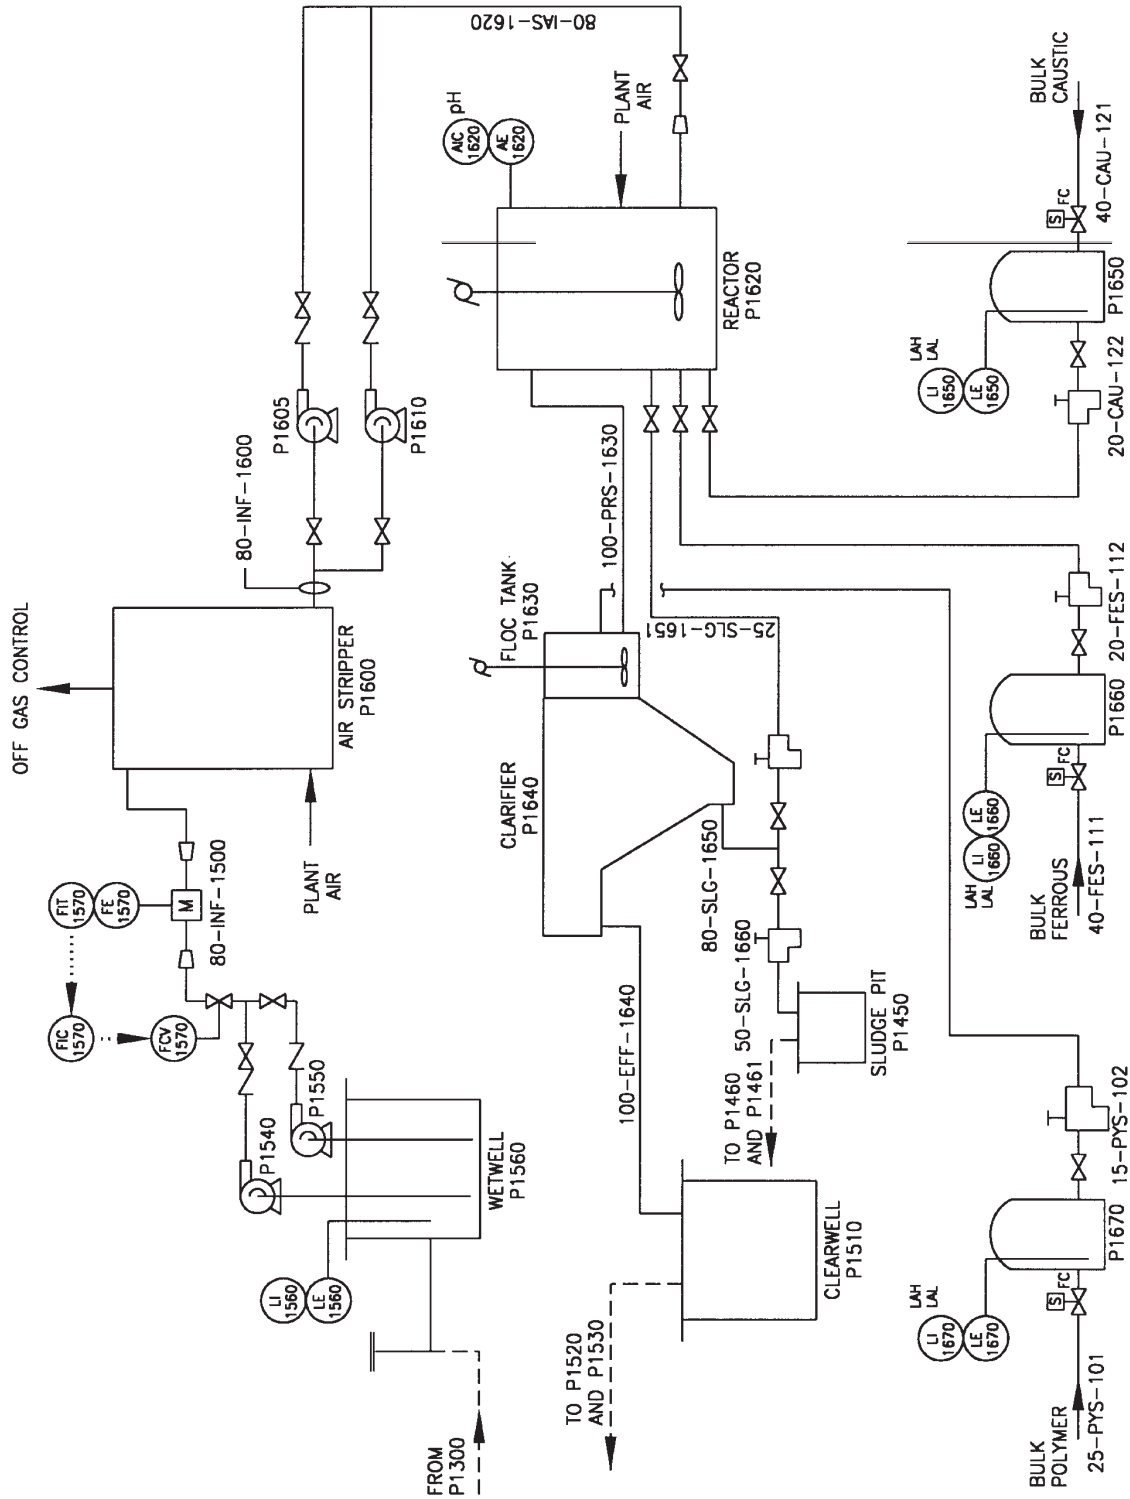 OFF GAS CONTROL
AIR STRIPPER
P1600
PLANT
AIR
80-INF-1600
P1605
P1610
80-IAS-1620
FIT
1570
FE
1570
M
80-INF-1500
FIC
1570
FCV
1570
P1540
P1550
WETWELL
P1560
LI
1560
LE
1560
FROM
P1300
AIC
1620
AE
1620
pH
PLANT
AIR
REACTOR
P1620
100-PRS-1630
FLOC TANK
P1630
25-SLG-1651
CLARIFIER
P1640
80-SLG-1650
50-SLG-1660
SLUDGE PIT
P1450
TO P1460
AND P1461
100-EFF-1640
CLEARWELL
P1510
TO P1520
AND P1530
BULK
CAUSTIC
40-CAU-121
S
FC
P1650
LAH
LAL
LI
1650
LE
1650
20-CAU-122
20-FES-112
P1660
S
FC
LE
1660
LI
1660
LAH
LAL
BULK
FERROUS
40-FES-111
15-PYS-102
P1670
S
FC
LAH
LAL
LI
1670
LE
1670
BULK
POLYMER
25-PYS-101